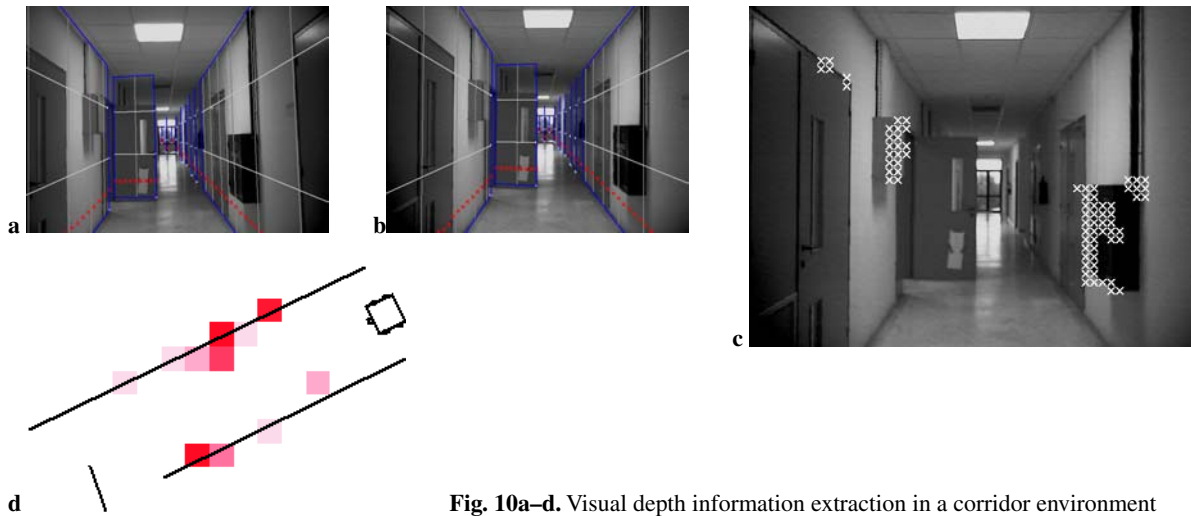 a
b
c
d
Fig. 10a–d. Visual depth information extraction in a corridor environment